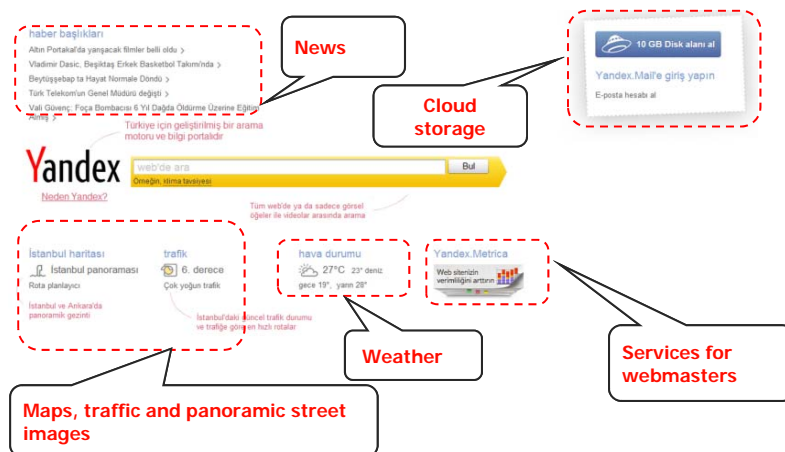 haber başlıkları
Altın Portakal'da yarışacak filmler belli oldu >
Vladimir Dasic, Beşiktaş Erkek Basketbol Takımı'nda >
Beytüşşebap ta Hayat Normale Döndü >
Türk Telekom'un Genel Müdürü değişti >
Vali Güvenç: Foça Bombacısı 6 Yıl Dağda Öldürme Üzerine Eğitim
Almış >
News
10 GB Disk alanı al
Yandex.Mail'e giriş yapın
E-posta hesabı al
Cloud
storage
Türkiye için geliştirilmiş bir arama
motoru ve bilgi portalıdır
Yandex
web'de ara
Bul
Örneğin, klima tavsiyesi
Neden Yandex?
Tüm web'de ya da sadece görsel
öğeler ile videolar arasında arama
İstanbul haritası
İstanbul panoraması
Rota planlayıcı
İstanbul ve Ankara'da
panoramik gezinti
trafik
6. derece
Çok yoğun trafik
İstanbul'daki güncel trafik durumu
ve trafiğe göre en hızlı rotalar
hava durumu
27°C 23° deniz
gece 19°, yarın 28°
Yandex.Metrica
Web sitenizin
verimliliğini arttırın
Weather
Services for
webmasters
Maps, traffic and panoramic street
images